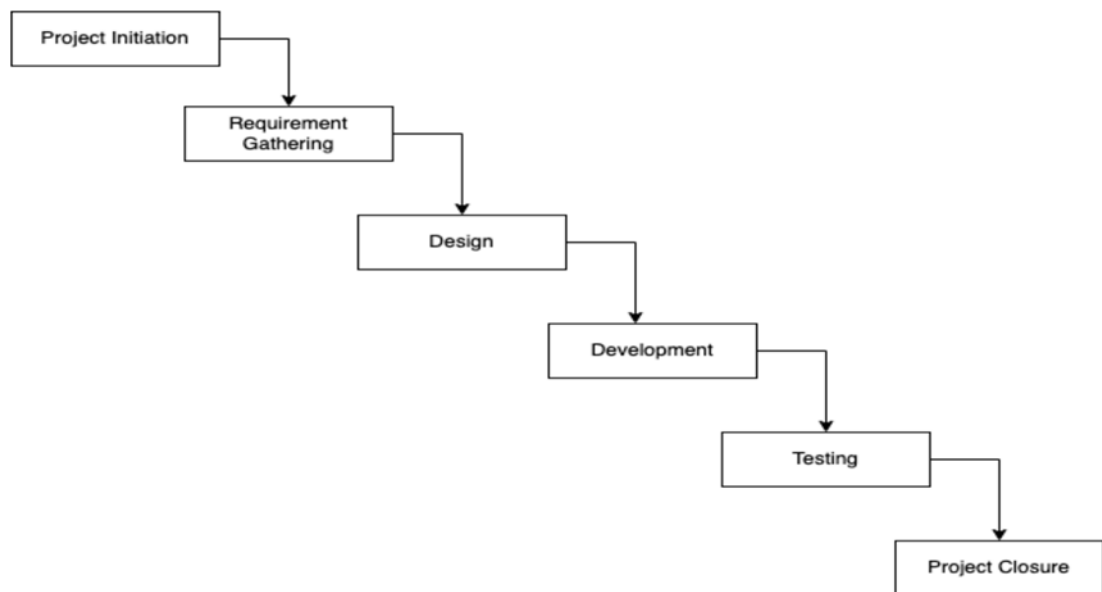 Project Initiation
Requirement
Gathering
Design
Development
Testing
Project Closure